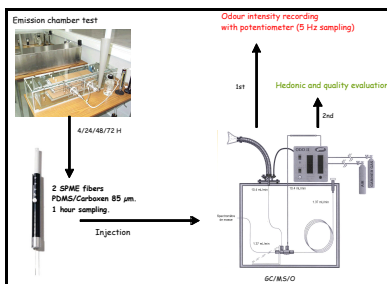 Emission chamber test
Odour intensity recording
with potentiometer (5 Hz sampling)
1st
Hedonic and quality evaluation
2nd
4/24/48/72 H
2 SPME fibers
PDMS/Carboxen 85 µm.
1 hour sampling.
Injection
GC/MS/O